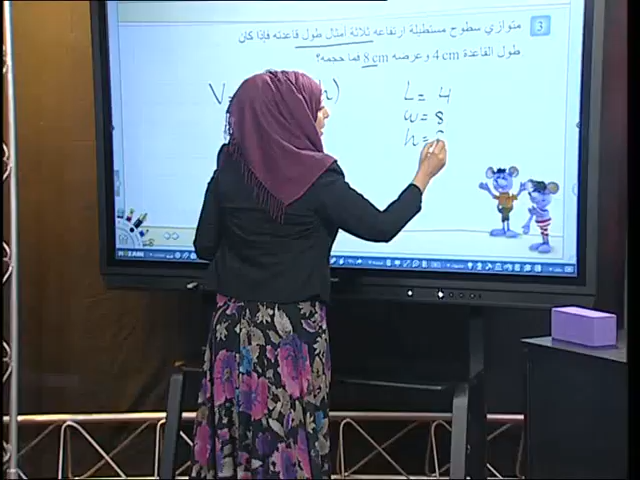 3 متوازي سطوح مستطيلة ارتفاعه ثلاثة أمثال طول قاعدته فإذا كان
طول القاعدة 4 cm وعرضه 8 cm فما حجمه؟
V=
L = 4
w = 8
h =